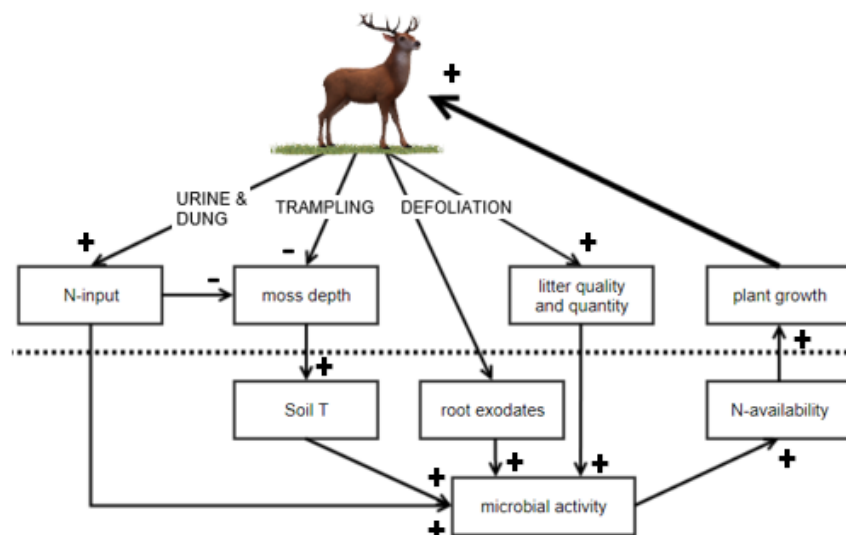 +
URINE &
DUNG
TRAMPLING
DEFOLIATION
+
-
+
N-input
-
moss depth
litter quality
and quantity
plant growth
+
+
Soil T
root exodates
N-availability
+
+
+
+
microbial activity
+